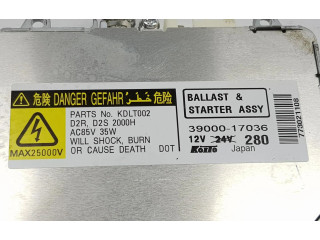 危険 DANGER GEFAHR خطر 危险
PARTS No. KDLT002
D2R, D2S 2000H
AC85V 35W
WILL SHOCK, BURN
OR CAUSE DEATH DOT
MAX25000V
BALLAST &
STARTER ASSY
39000-17036
12V 24V 280
Koito Japan
773021108